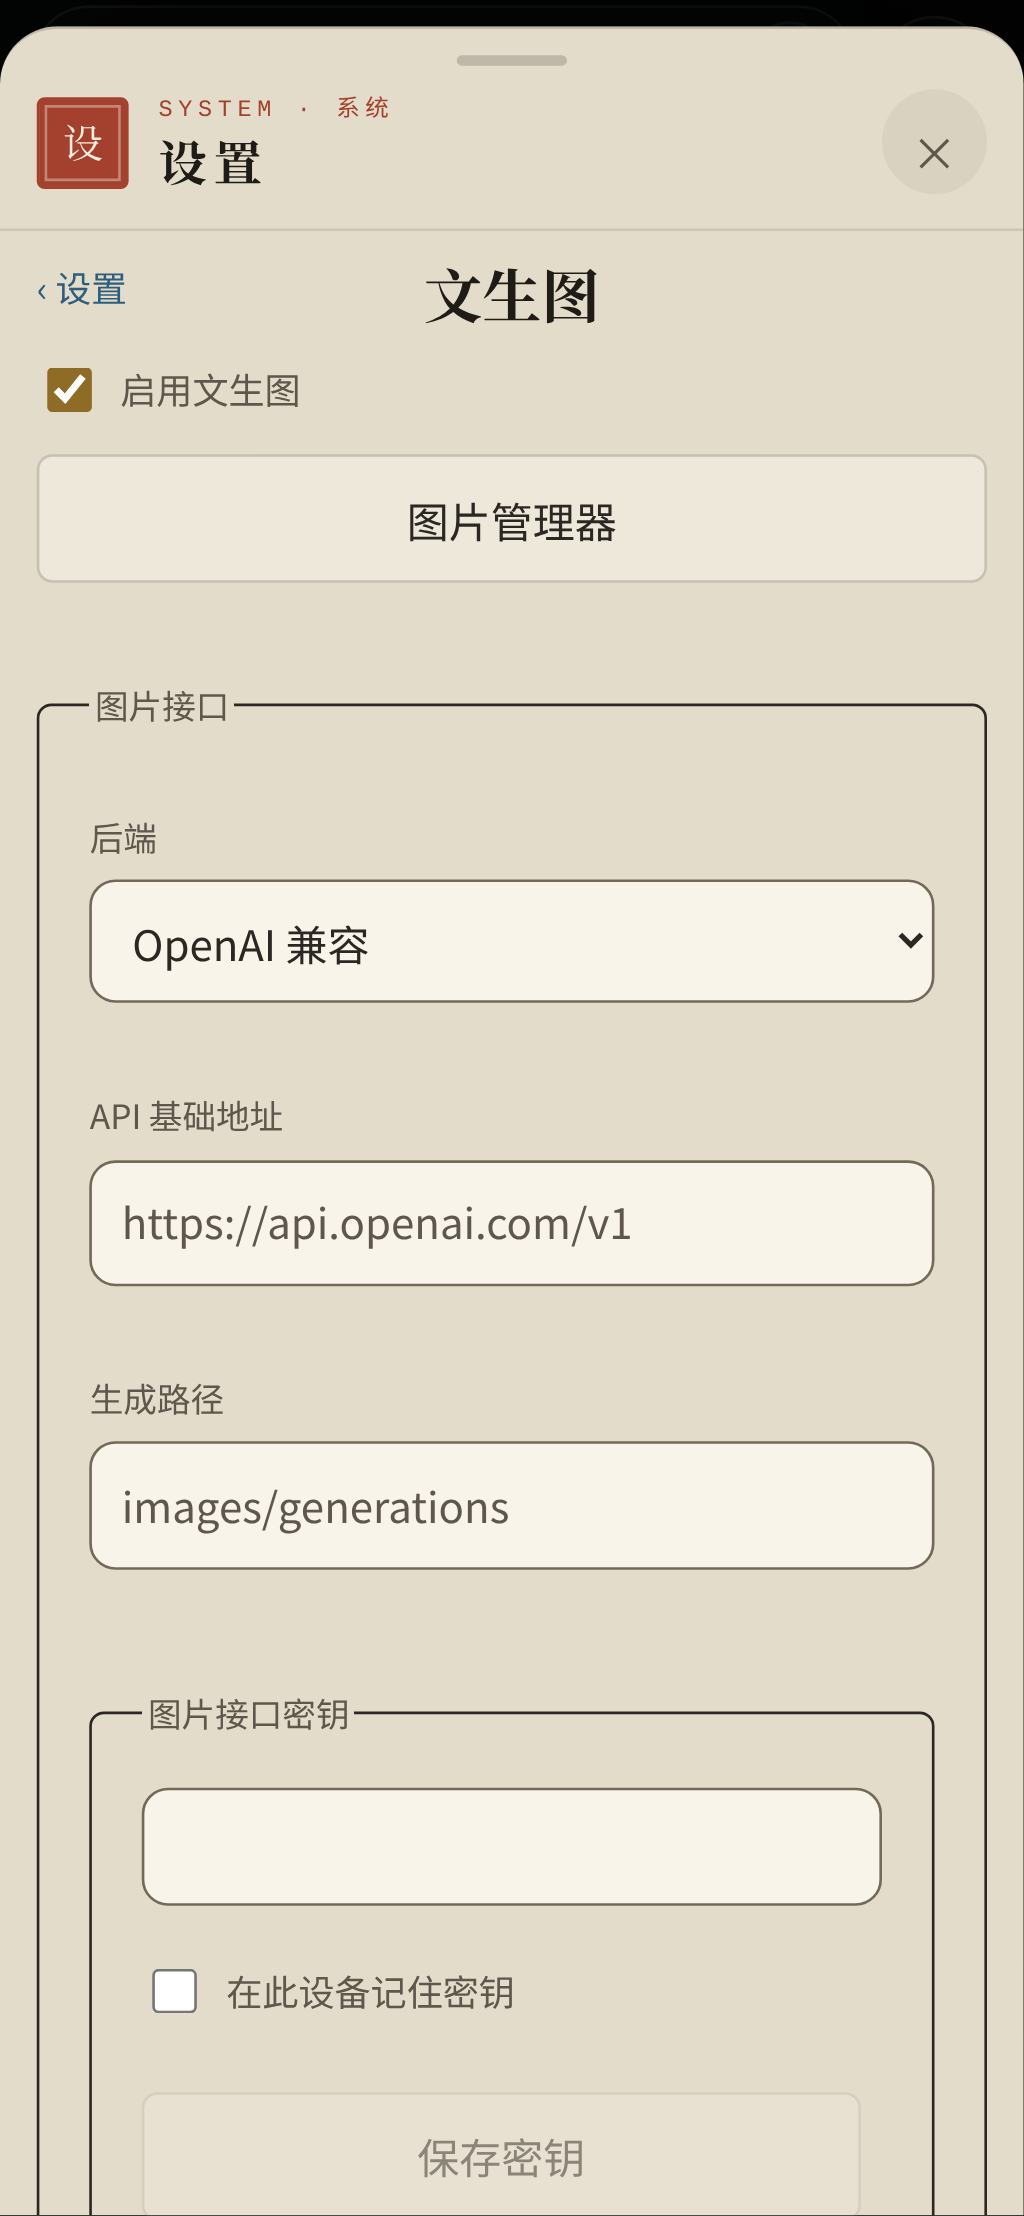 设
SYSTEM · 系统
设置
‹ 设置
文生图
启用文生图
图片管理器
图片接口
后端
OpenAI 兼容
API 基础地址
https://api.openai.com/v1
生成路径
images/generations
图片接口密钥
在此设备记住密钥
保存密钥